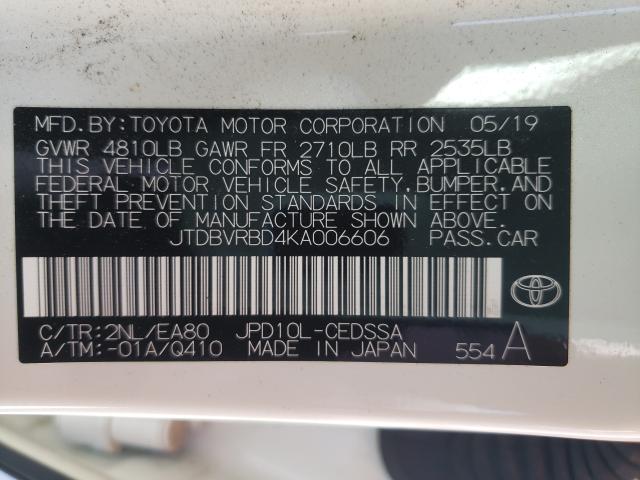 MFD.BY:TOYOTA MOTOR CORPORATION 05/19
GVWR 4810LB GAWR FR 2710LB RR 2535LB
THIS VEHICLE CONFORMS TO ALL APPLICABLE
FEDERAL MOTOR VEHICLE SAFETY,BUMPER,AND
THEFT PREVENTION STANDARDS IN EFFECT ON
THE DATE OF MANUFACTURE SHOWN ABOVE.
JTDBVRBD4KA006606 PASS.CAR
C/TR:2NL/EA80 JPD10L-CEDSSA
A/TM:-01A/Q410 MADE IN JAPAN 554 A